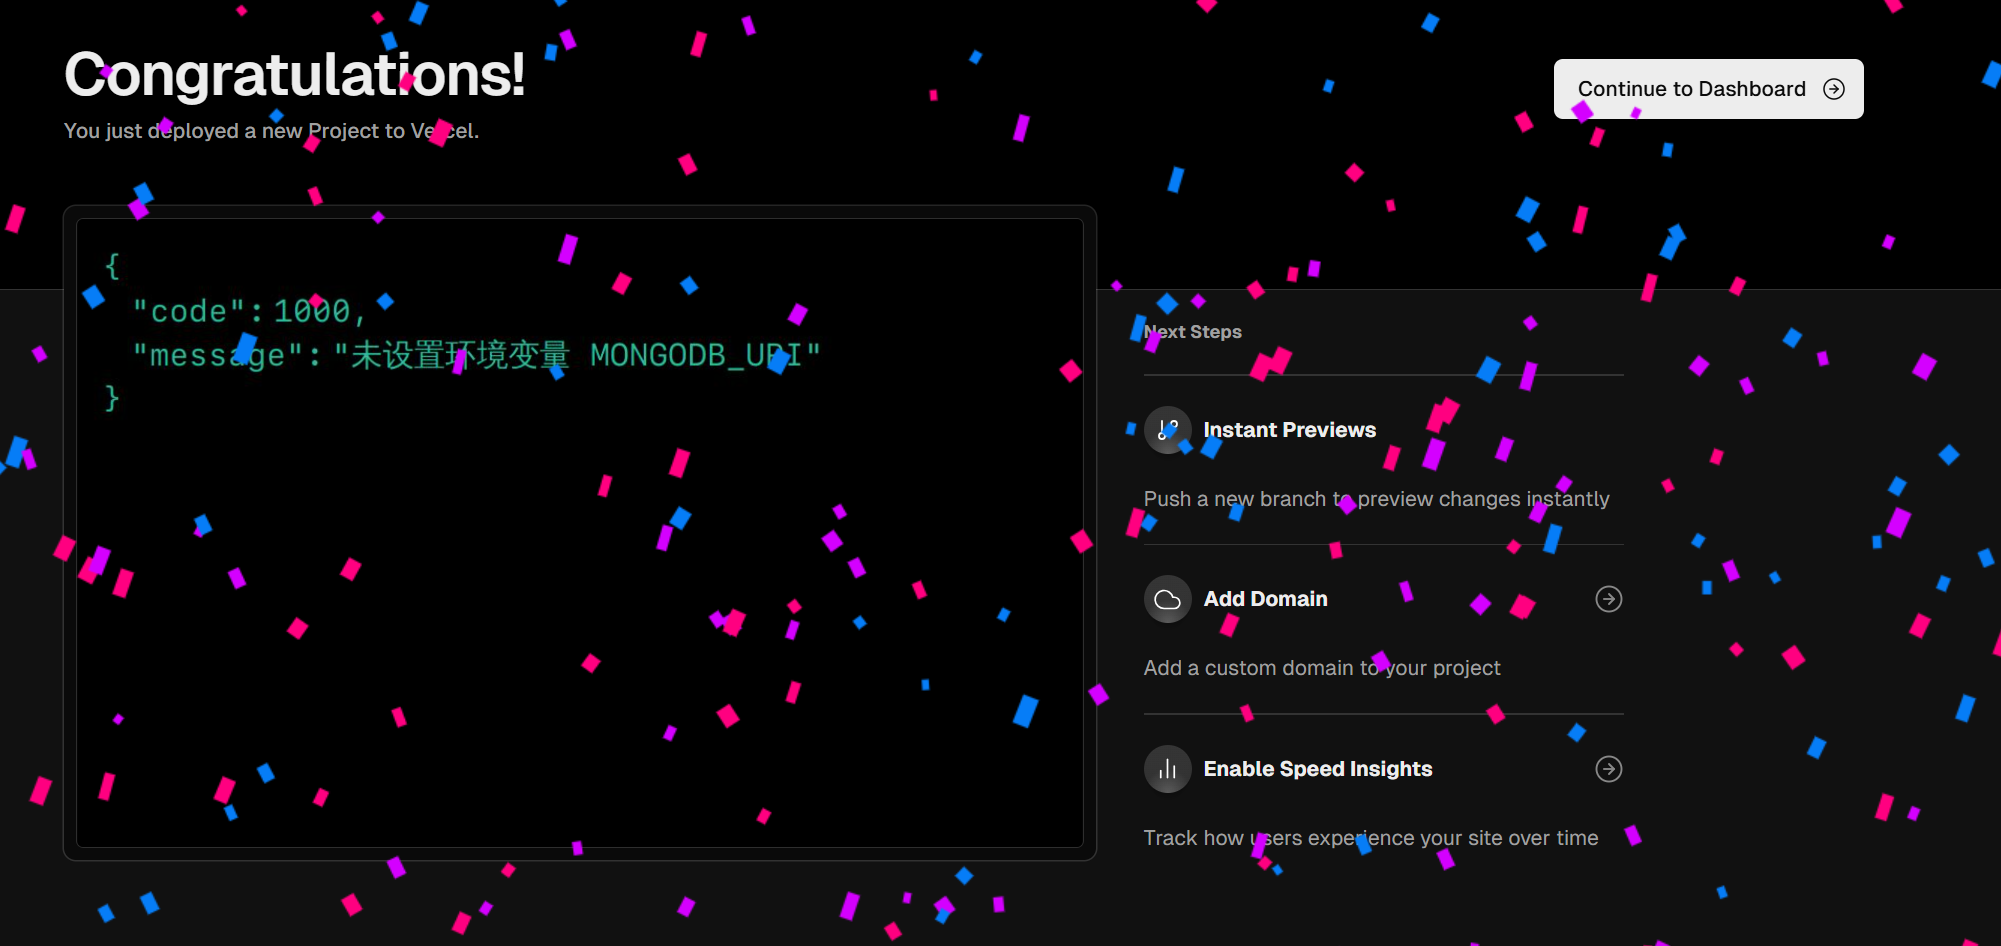 Congratulations!
You just deployed a new Project to Vercel.
Continue to Dashboard
{
"code": 1000,
"message": "未设置环境变量 MONGODB_URI"
}
Next Steps
Instant Previews
Push a new branch to preview changes instantly
Add Domain
Add a custom domain to your project
Enable Speed Insights
Track how users experience your site over time